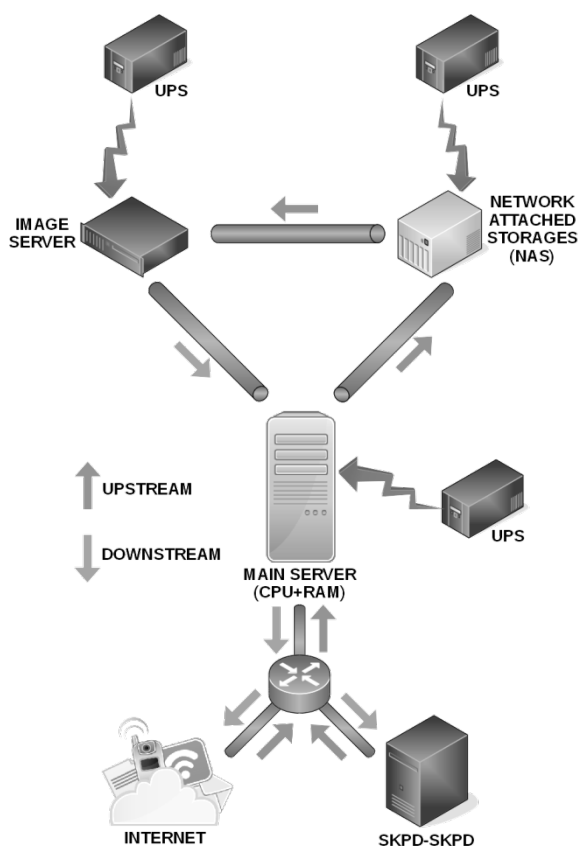 UPS
UPS
IMAGE
SERVER
NETWORK
ATTACHED
STORAGES
(NAS)
UPSTREAM
DOWNSTREAM
UPS
MAIN SERVER
(CPU+RAM)
INTERNET
SKPD-SKPD